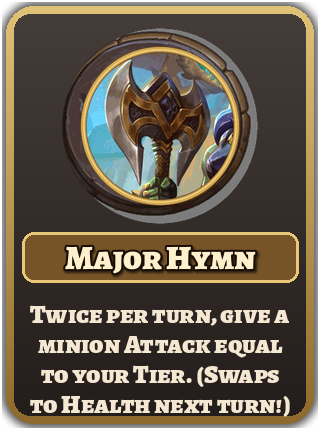 Major Hymn
Twice per turn, give a
minion Attack equal
to your Tier. (Swaps
to Health next turn!)